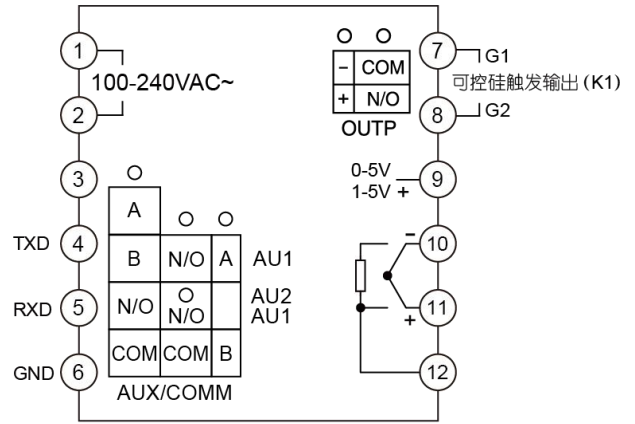 1
100-240VAC~
2
3
TXD 4
RXD 5
GND 6
A
B N/O A AU1
N/O N/O AU2
AU1
COM COM B
AUX/COMM
- COM
+ N/O
OUTP
7 G1
可控硅触发输出(K1)
8 G2
0-5V
1-5V + 9
- 10
+ 11
12